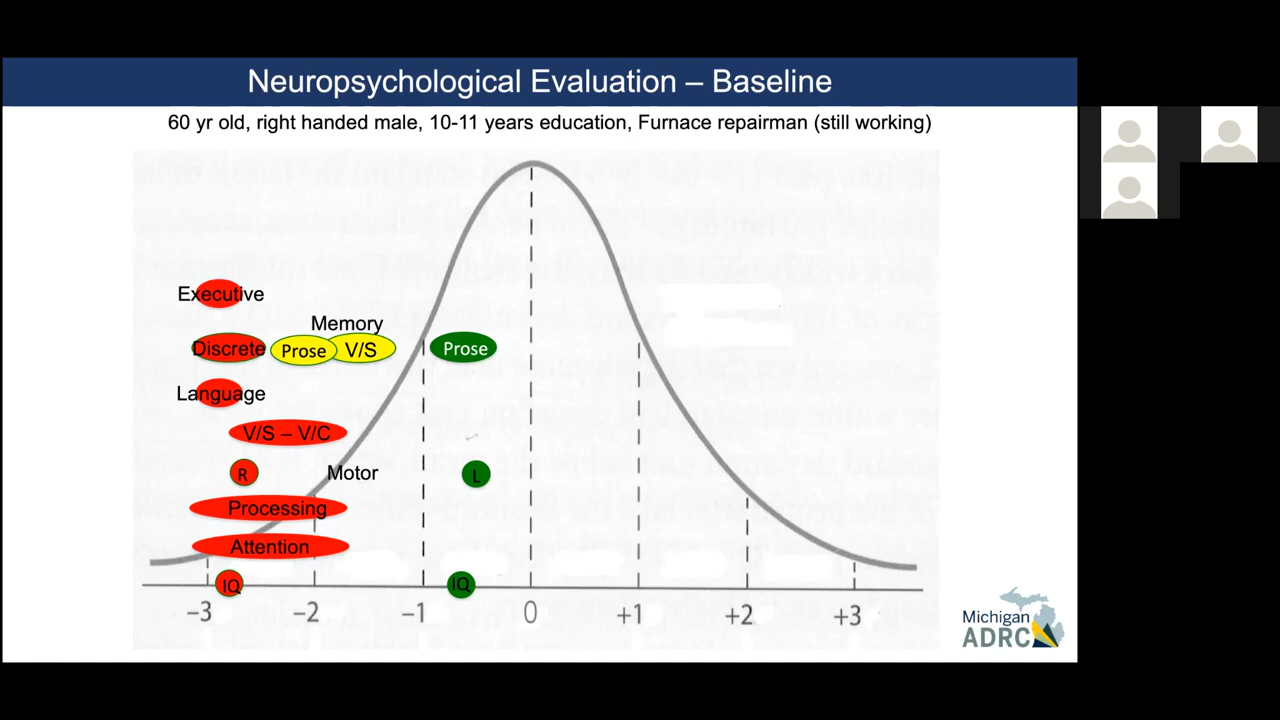 Neuropsychological Evaluation – Baseline
60 yr old, right handed male, 10-11 years education, Furnace repairman (still working)
Executive
Memory
Discrete Prose V/S Prose
Language
V/S – V/C
R Motor L
Processing
Attention
IQ IQ
−3 −2 −1 0 +1 +2 +3
Michigan
ADRC